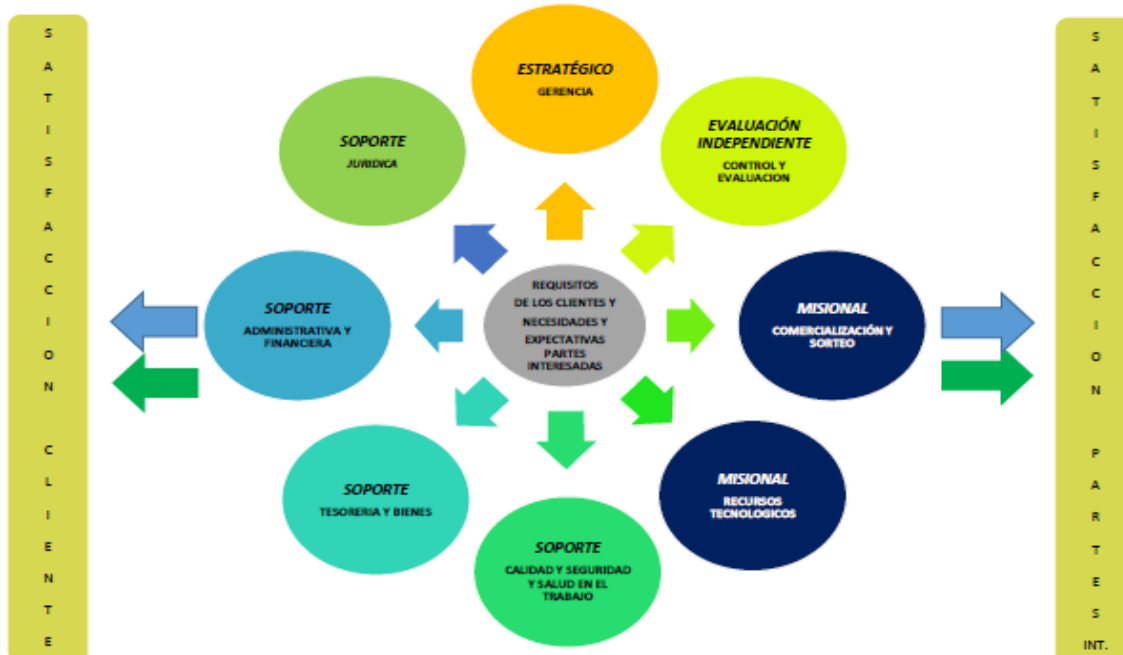 S
A
T
I
S
F
A
C
C
I
O
N
C
L
I
E
N
T
E
ESTRATÉGICO
GERENCIA
SOPORTE
JURIDICA
EVALUACIÓN
INDEPENDIENTE
CONTROL Y
EVALUACION
SOPORTE
ADMINISTRATIVA Y
FINANCIERA
REQUISITOS
DE LOS CLIENTES Y
NECESIDADES Y
EXPECTATIVAS
PARTES
INTERESADAS
MISIONAL
COMERCIALIZACIÓN Y
SORTEO
SOPORTE
TESORERIA Y BIENES
MISIONAL
RECURSOS
TECNOLOGICOS
SOPORTE
CALIDAD Y SEGURIDAD
Y SALUD EN EL
TRABAJO
S
A
T
I
S
F
A
C
C
I
O
N
P
A
R
T
E
S
INT.